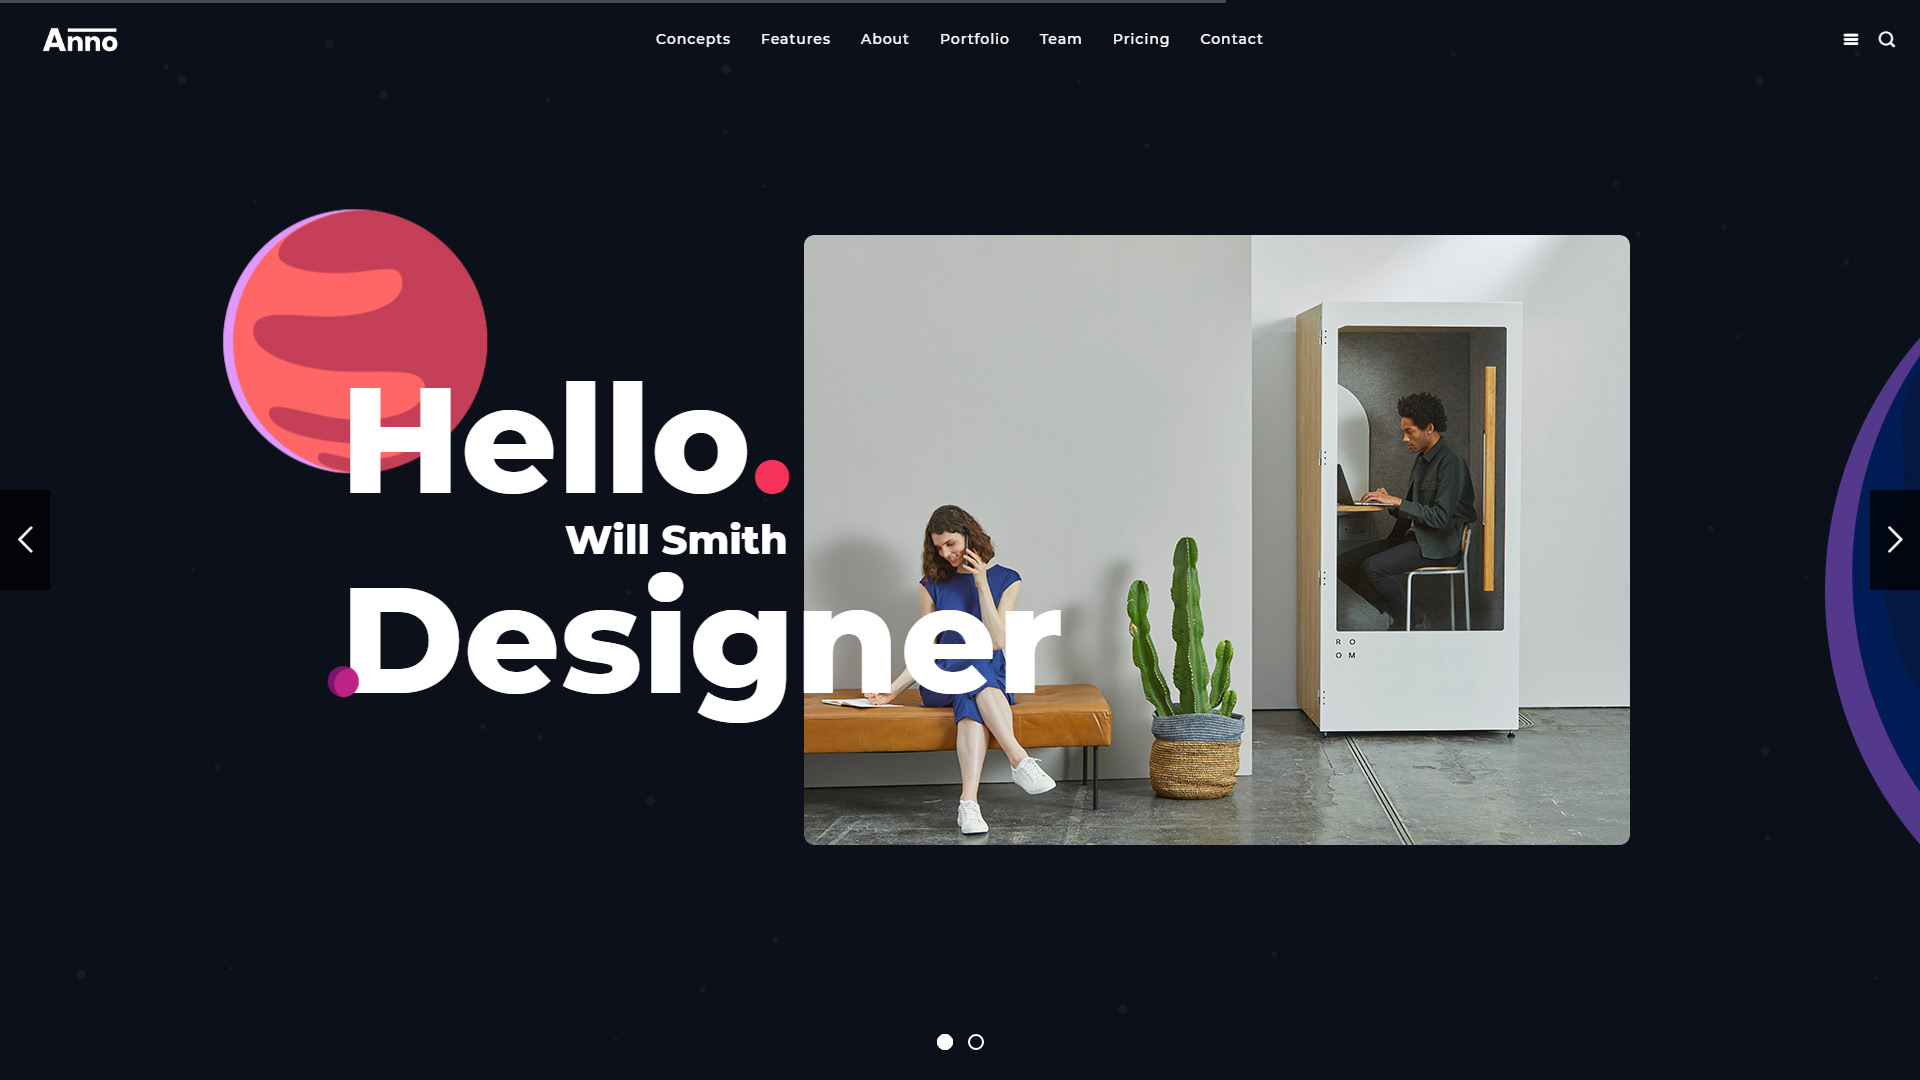 Anno
Concepts Features About Portfolio Team Pricing Contact
Hello.
Will Smith
Designer
R O
O M